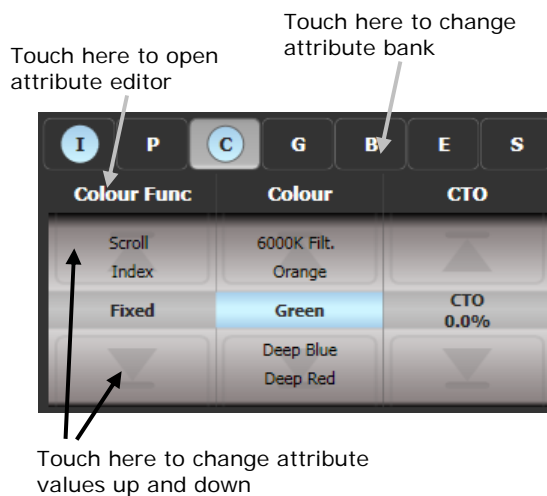 Touch here to change
attribute bank
Touch here to open
attribute editor
I P C G B E S
Colour Func Colour CTO
Scroll 6000K Filt.
Index Orange
Fixed Green CTO
0.0%
Deep Blue
Deep Red
Touch here to change attribute
values up and down